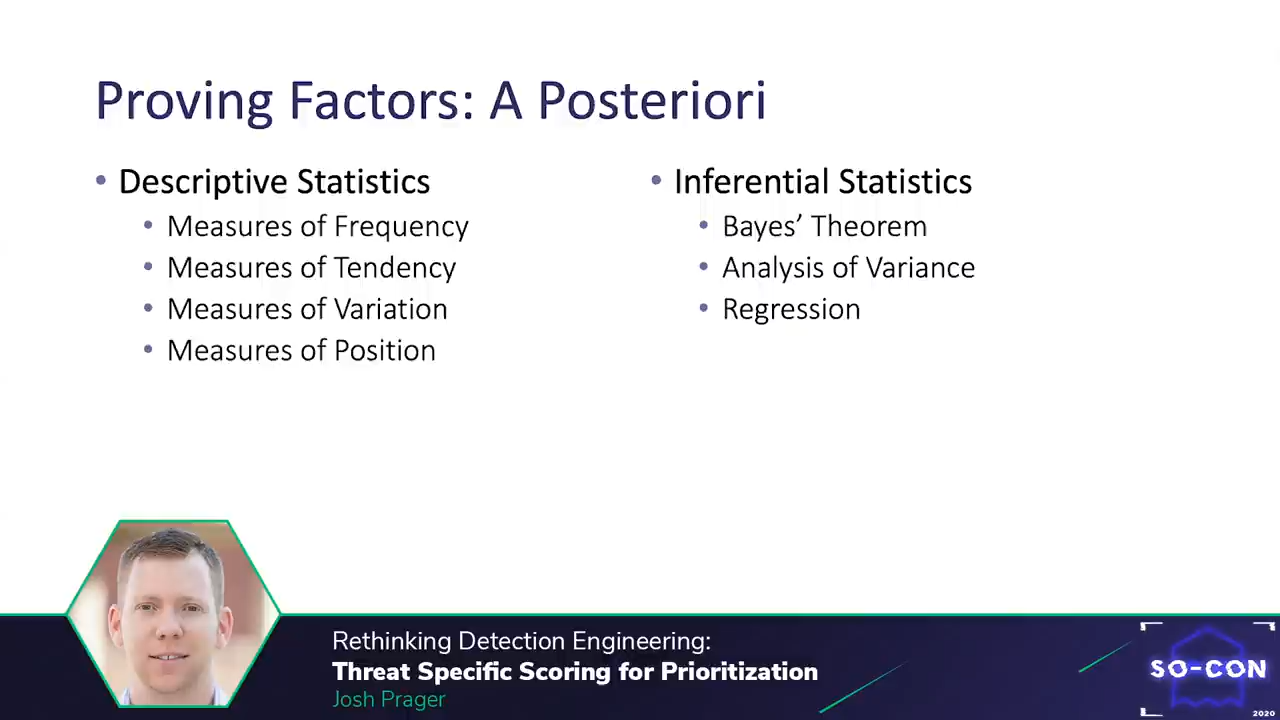 Proving Factors: A Posteriori
• Descriptive Statistics
• Measures of Frequency
• Measures of Tendency
• Measures of Variation
• Measures of Position
• Inferential Statistics
• Bayes’ Theorem
• Analysis of Variance
• Regression
Rethinking Detection Engineering:
Threat Specific Scoring for Prioritization
Josh Prager
SO-CON
2020